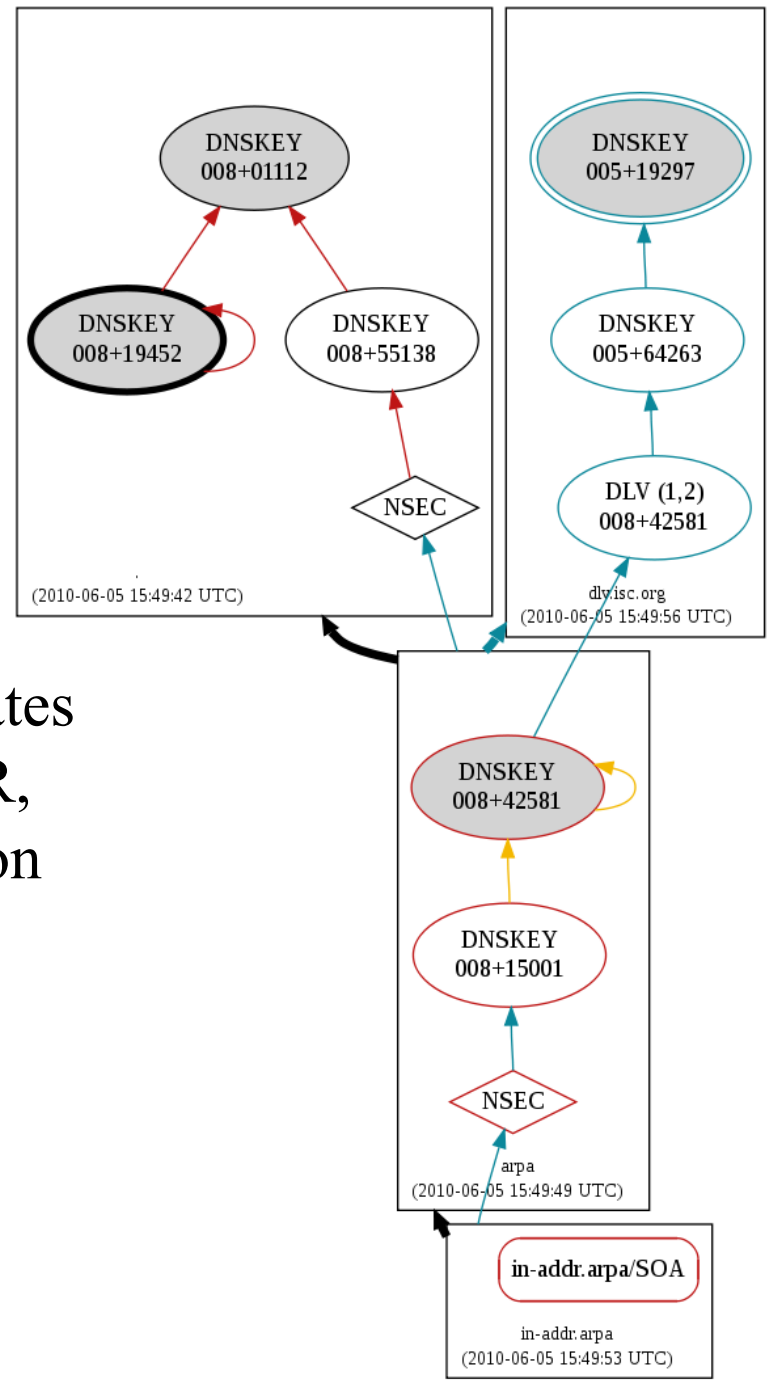 DNSKEY
008+01112
DNSKEY
008+19452
DNSKEY
008+55138
NSEC
.
(2010-06-05 15:49:42 UTC)
DNSKEY
005+19297
DNSKEY
005+64263
DLV (1,2)
008+42581
dlv.isc.org
(2010-06-05 15:49:56 UTC)
ates
R,
on
DNSKEY
008+42581
DNSKEY
008+15001
NSEC
arpa
(2010-06-05 15:49:49 UTC)
in-addr.arpa/SOA
in-addr.arpa
(2010-06-05 15:49:53 UTC)